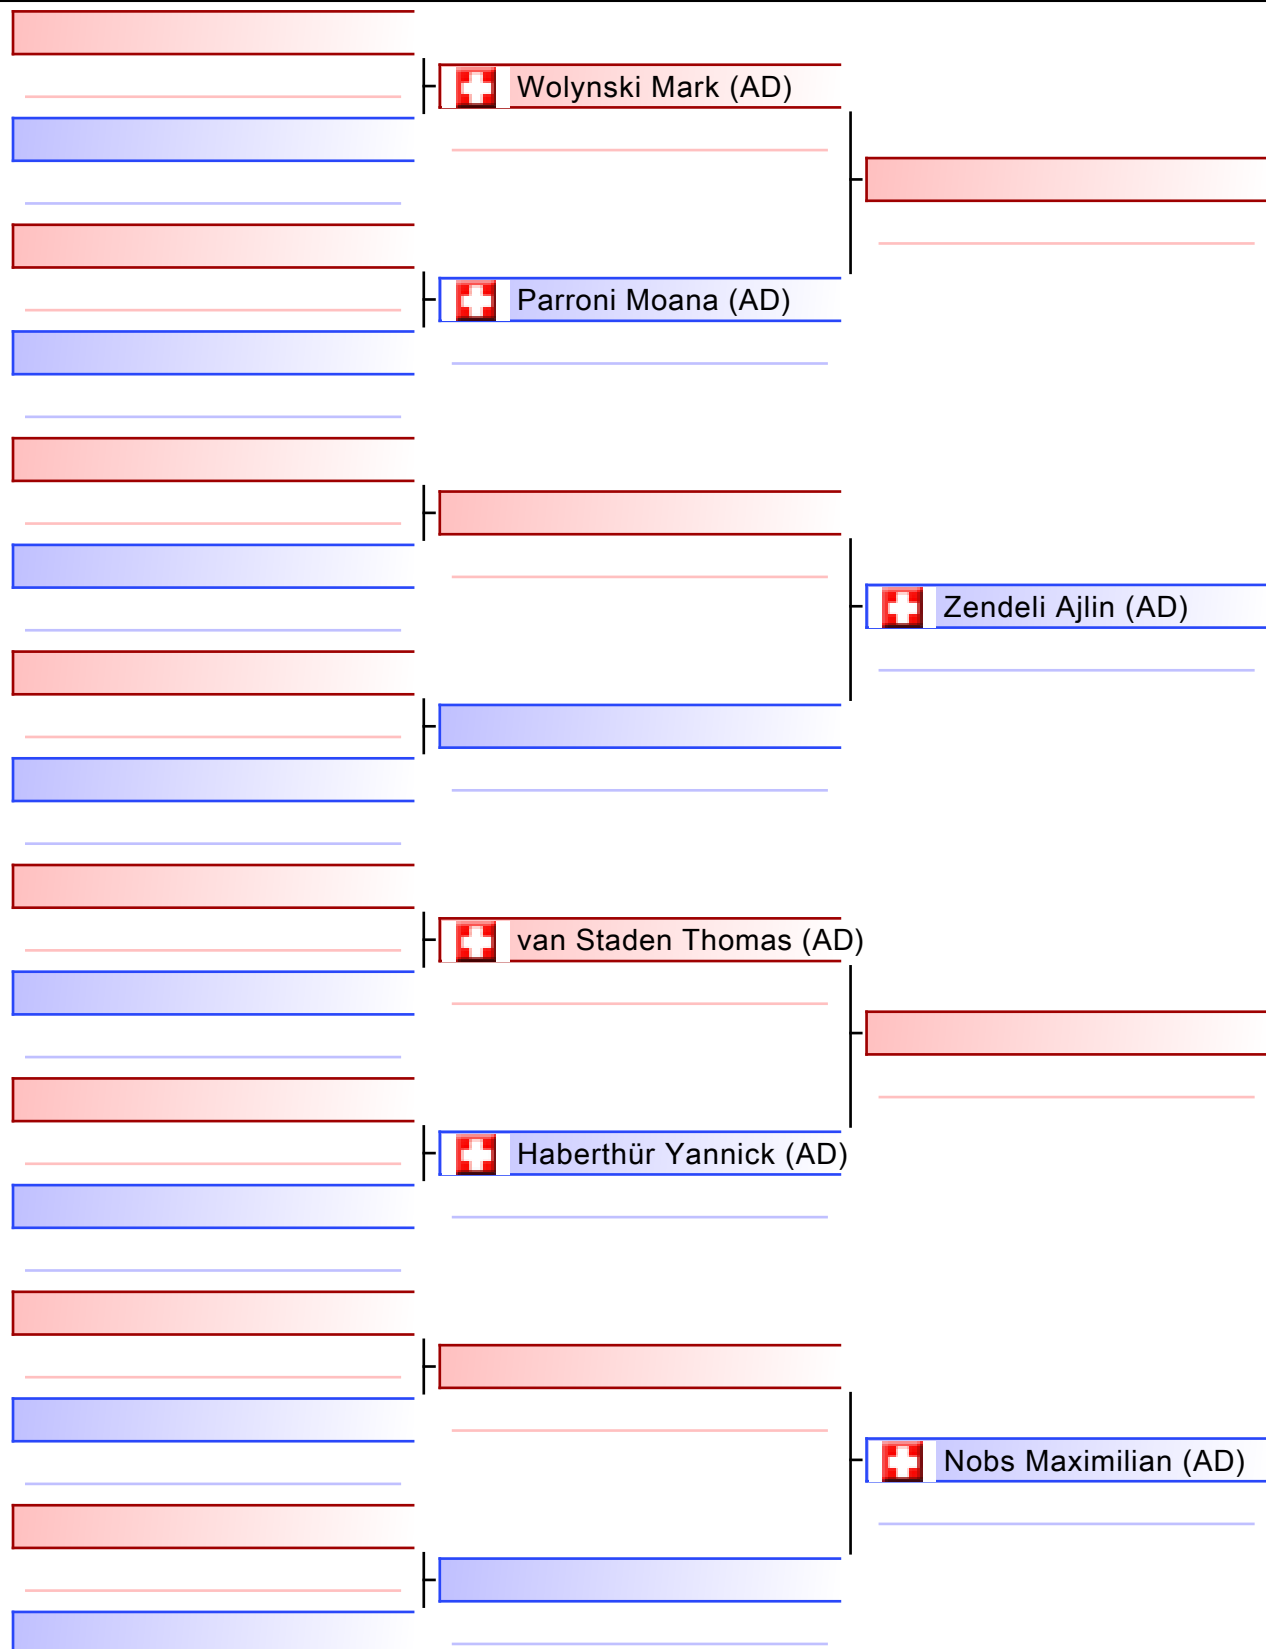 Wolynski Mark (AD)
Parroni Moana (AD)
Zendeli Ajlin (AD)
van Staden Thomas (AD)
Haberthür Yannick (AD)
Nobs Maximilian (AD)